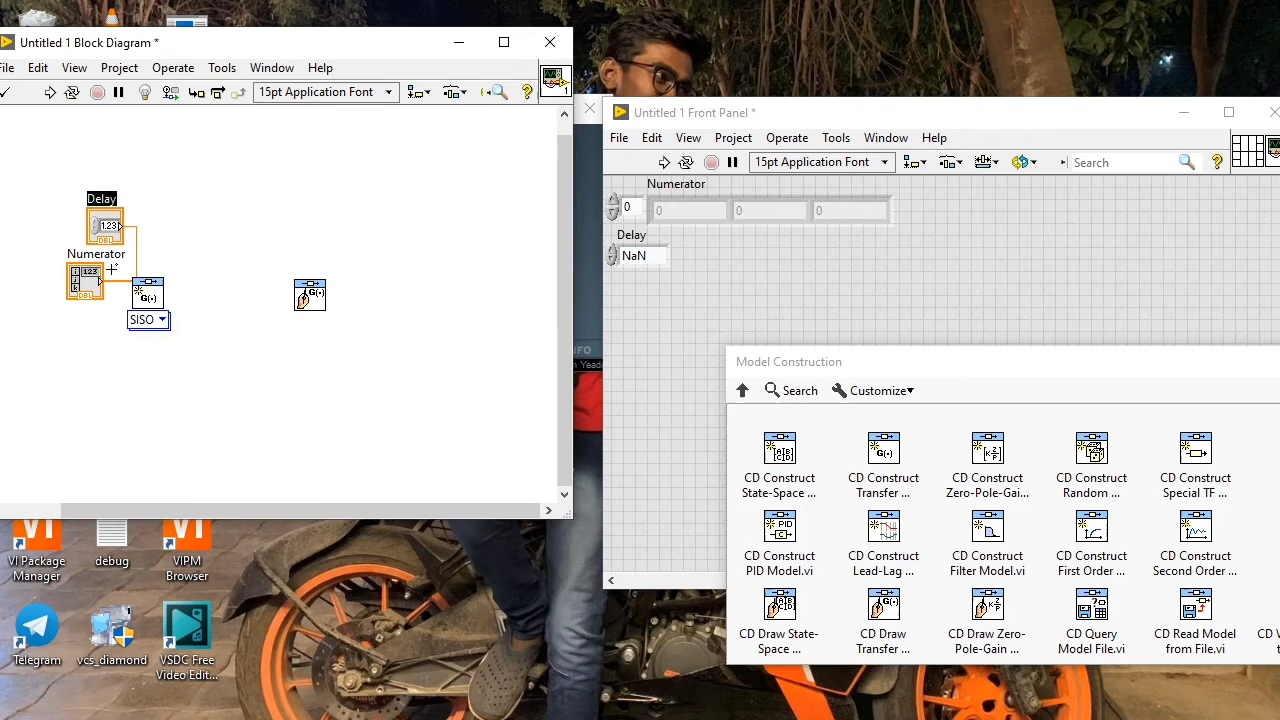 Untitled 1 Block Diagram *
File Edit View Project Operate Tools Window Help
15pt Application Font
1
Delay
1.23
DBL
Numerator
123
DBL
G(•)
SISO
G(•)
Untitled 1 Front Panel *
File Edit View Project Operate Tools Window Help
15pt Application Font
Search
Numerator
0 0 0 0
Delay
NaN
Model Construction
Search Customize
CD Construct State-Space ...
CD Construct Transfer ...
CD Construct Zero-Pole-Gai...
CD Construct Random ...
CD Construct Special TF ...
CD Construct PID Model.vi
CD Construct Lead-Lag ...
CD Construct Filter Model.vi
CD Construct First Order ...
CD Construct Second Order ...
CD Draw State-Space ...
CD Draw Transfer ...
CD Draw Zero-Pole-Gain ...
CD Query Model File.vi
CD Read Model from File.vi
VI Package Manager
debug
VIPM Browser
Telegram
vcs_diamond
VSDC Free Video Edit...